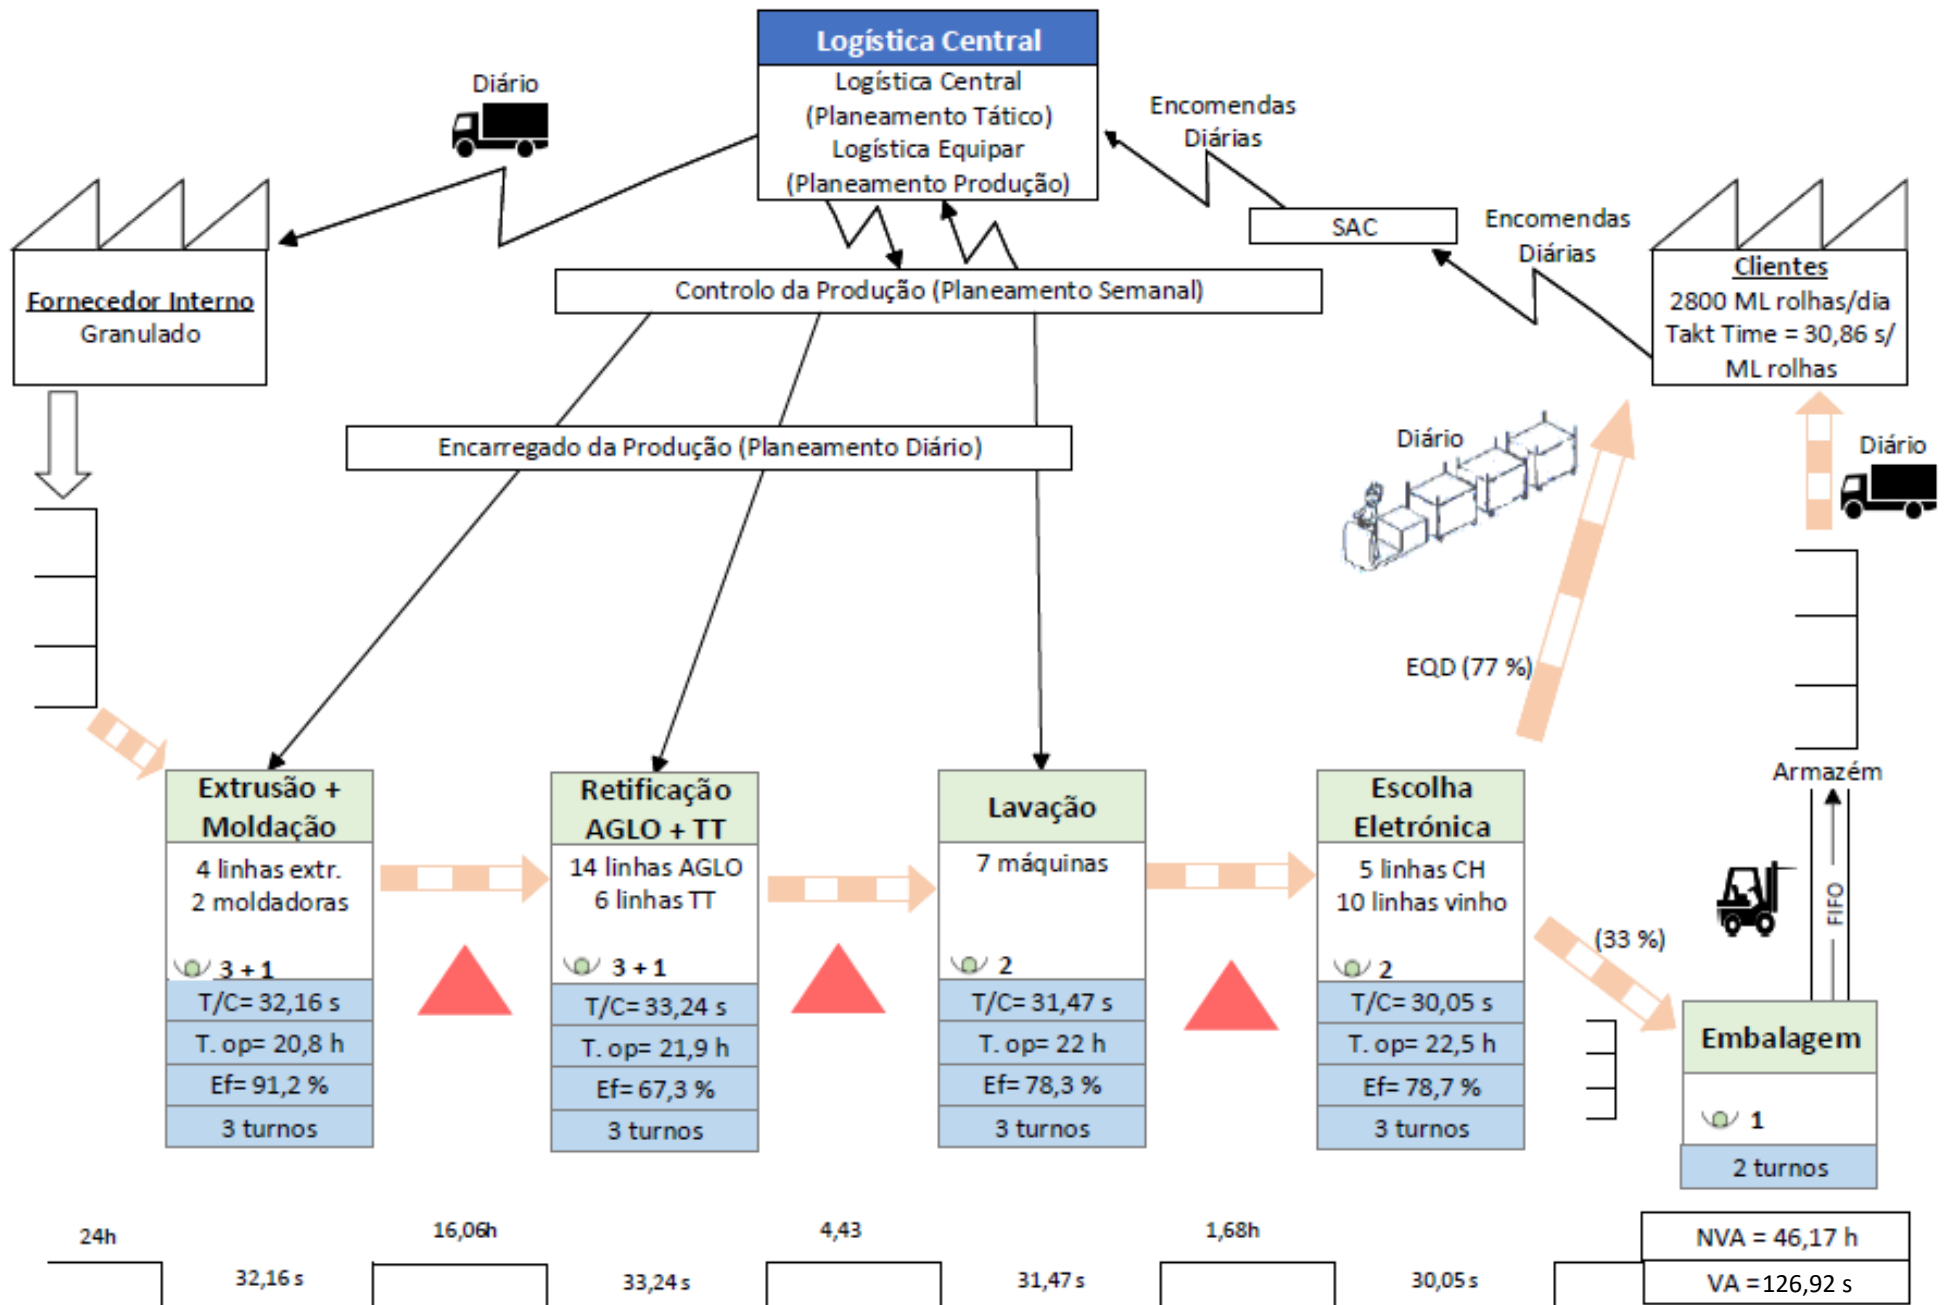 Logística Central
Logística Central
(Planeamento Tático)
Logística Equipar
(Planeamento Produção)
Diário
Encomendas
Diárias
SAC
Encomendas
Diárias
Clientes
2800 ML rolhas/dia
Takt Time = 30,86 s/
ML rolhas
Fornecedor Interno
Granulado
Controlo da Produção (Planeamento Semanal)
Encarregado da Produção (Planeamento Diário)
Diário
Diário
EQD (77 %)
Armazém
FIFO
(33 %)
Extrusão +
Moldação
4 linhas extr.
2 moldadoras
3 + 1
T/C= 32,16 s
T. op= 20,8 h
Ef= 91,2 %
3 turnos
Retificação
AGLO + TT
14 linhas AGLO
6 linhas TT
3 + 1
T/C= 33,24 s
T. op= 21,9 h
Ef= 67,3 %
3 turnos
Lavação
7 máquinas
2
T/C= 31,47 s
T. op= 22 h
Ef= 78,3 %
3 turnos
Escolha
Eletrónica
5 linhas CH
10 linhas vinho
2
T/C= 30,05 s
T. op= 22,5 h
Ef= 78,7 %
3 turnos
Embalagem
1
2 turnos
24h
16,06h
4,43
1,68h
NVA = 46,17 h
32,16 s
33,24 s
31,47 s
30,05 s
VA =126,92 s